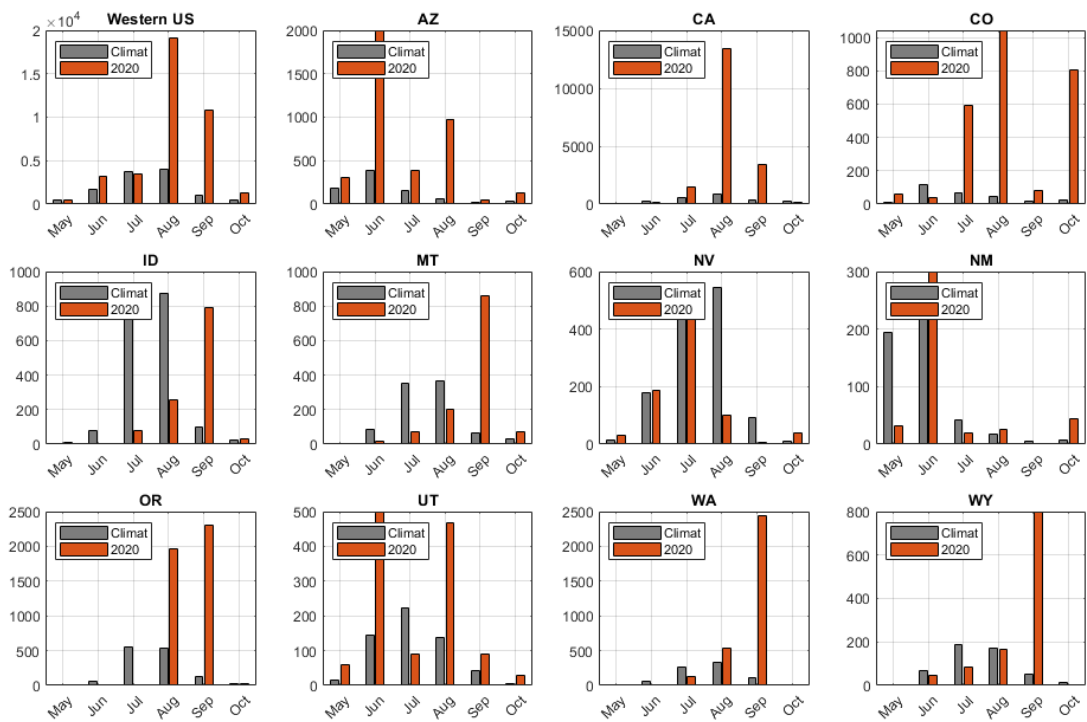 Western US
×10^4
2
1.5
1
0.5
0
Climat
2020
May Jun Jul Aug Sep Oct
AZ
2000
1500
1000
500
0
Climat
2020
May Jun Jul Aug Sep Oct
CA
15000
10000
5000
0
Climat
2020
May Jun Jul Aug Sep Oct
CO
1000
800
600
400
200
0
Climat
2020
May Jun Jul Aug Sep Oct
ID
1000
800
600
400
200
0
Climat
2020
May Jun Jul Aug Sep Oct
MT
1000
800
600
400
200
0
Climat
2020
May Jun Jul Aug Sep Oct
NV
600
400
200
0
Climat
2020
May Jun Jul Aug Sep Oct
NM
300
200
100
0
Climat
2020
May Jun Jul Aug Sep Oct
OR
2500
2000
1500
1000
500
0
Climat
2020
May Jun Jul Aug Sep Oct
UT
500
400
300
200
100
0
Climat
2020
May Jun Jul Aug Sep Oct
WA
2500
2000
1500
1000
500
0
Climat
2020
May Jun Jul Aug Sep Oct
WY
800
600
400
200
0
Climat
2020
May Jun Jul Aug Sep Oct